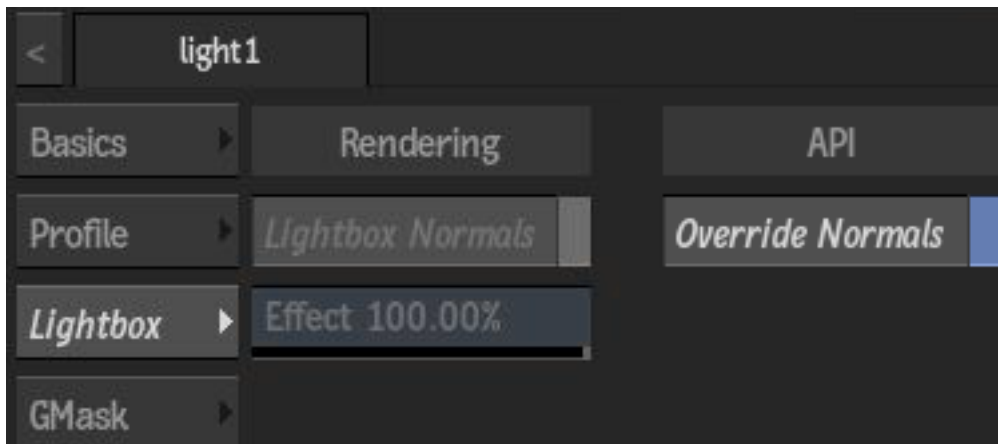 < light1
Basics Rendering API
Profile Lightbox Normals Override Normals
Lightbox Effect 100.00%
GMask